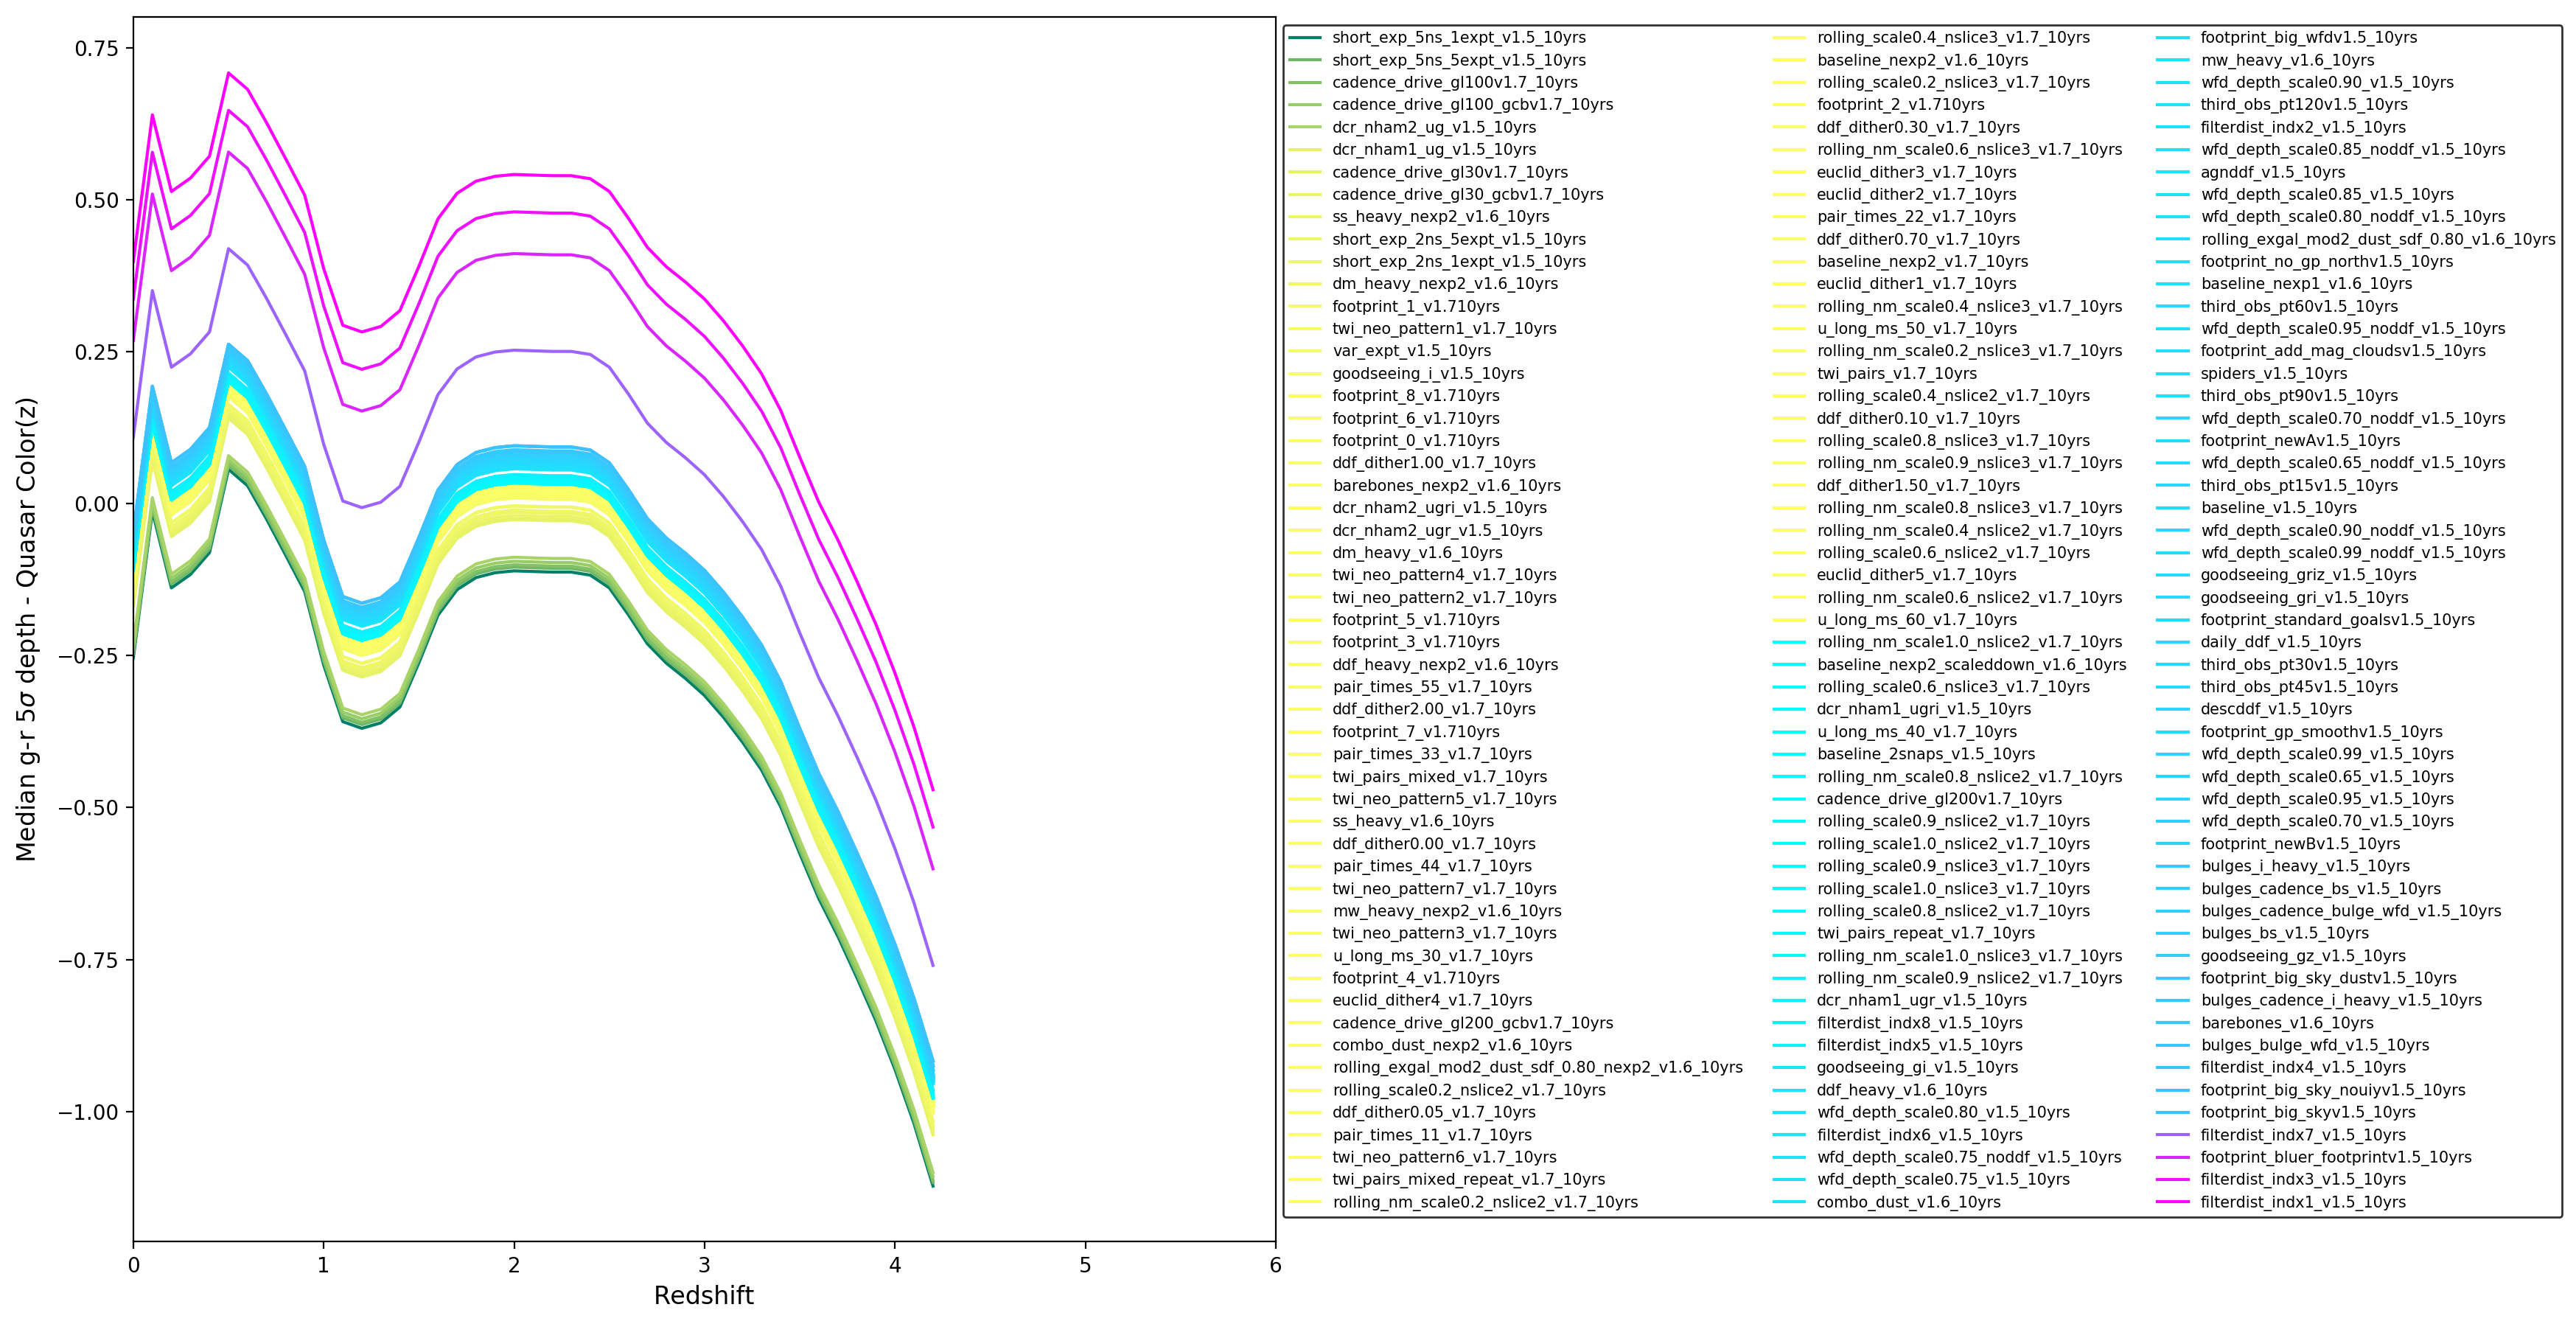 Median g-r 5σ depth - Quasar Color(z)
0.75
0.50
0.25
0.00
−0.25
−0.50
−0.75
−1.00
0 1 2 3 4 5 6
Redshift
short_exp_5ns_1expt_v1.5_10yrs
short_exp_5ns_5expt_v1.5_10yrs
cadence_drive_gl100v1.7_10yrs
cadence_drive_gl100_gcbv1.7_10yrs
dcr_nham2_ug_v1.5_10yrs
dcr_nham1_ug_v1.5_10yrs
cadence_drive_gl30v1.7_10yrs
cadence_drive_gl30_gcbv1.7_10yrs
ss_heavy_nexp2_v1.6_10yrs
short_exp_2ns_5expt_v1.5_10yrs
short_exp_2ns_1expt_v1.5_10yrs
dm_heavy_nexp2_v1.6_10yrs
footprint_1_v1.710yrs
twi_neo_pattern1_v1.7_10yrs
var_expt_v1.5_10yrs
goodseeing_i_v1.5_10yrs
footprint_8_v1.710yrs
footprint_6_v1.710yrs
footprint_0_v1.710yrs
ddf_dither1.00_v1.7_10yrs
barebones_nexp2_v1.6_10yrs
dcr_nham2_ugri_v1.5_10yrs
dcr_nham2_ugr_v1.5_10yrs
dm_heavy_v1.6_10yrs
twi_neo_pattern4_v1.7_10yrs
twi_neo_pattern2_v1.7_10yrs
footprint_5_v1.710yrs
footprint_3_v1.710yrs
ddf_heavy_nexp2_v1.6_10yrs
pair_times_55_v1.7_10yrs
ddf_dither2.00_v1.7_10yrs
footprint_7_v1.710yrs
pair_times_33_v1.7_10yrs
twi_pairs_mixed_v1.7_10yrs
twi_neo_pattern5_v1.7_10yrs
ss_heavy_v1.6_10yrs
ddf_dither0.00_v1.7_10yrs
pair_times_44_v1.7_10yrs
twi_neo_pattern7_v1.7_10yrs
mw_heavy_nexp2_v1.6_10yrs
twi_neo_pattern3_v1.7_10yrs
u_long_ms_30_v1.7_10yrs
footprint_4_v1.710yrs
euclid_dither4_v1.7_10yrs
cadence_drive_gl200_gcbv1.7_10yrs
combo_dust_nexp2_v1.6_10yrs
rolling_exgal_mod2_dust_sdf_0.80_nexp2_v1.6_10yrs
rolling_scale0.2_nslice2_v1.7_10yrs
ddf_dither0.05_v1.7_10yrs
pair_times_11_v1.7_10yrs
twi_neo_pattern6_v1.7_10yrs
twi_pairs_mixed_repeat_v1.7_10yrs
rolling_nm_scale0.2_nslice2_v1.7_10yrs
rolling_scale0.4_nslice3_v1.7_10yrs
baseline_nexp2_v1.6_10yrs
rolling_scale0.2_nslice3_v1.7_10yrs
footprint_2_v1.710yrs
ddf_dither0.30_v1.7_10yrs
rolling_nm_scale0.6_nslice3_v1.7_10yrs
euclid_dither3_v1.7_10yrs
euclid_dither2_v1.7_10yrs
pair_times_22_v1.7_10yrs
ddf_dither0.70_v1.7_10yrs
baseline_nexp2_v1.7_10yrs
euclid_dither1_v1.7_10yrs
rolling_nm_scale0.4_nslice3_v1.7_10yrs
u_long_ms_50_v1.7_10yrs
rolling_nm_scale0.2_nslice3_v1.7_10yrs
twi_pairs_v1.7_10yrs
rolling_scale0.4_nslice2_v1.7_10yrs
ddf_dither0.10_v1.7_10yrs
rolling_scale0.8_nslice3_v1.7_10yrs
rolling_nm_scale0.9_nslice3_v1.7_10yrs
ddf_dither1.50_v1.7_10yrs
rolling_nm_scale0.8_nslice3_v1.7_10yrs
rolling_nm_scale0.4_nslice2_v1.7_10yrs
rolling_scale0.6_nslice2_v1.7_10yrs
euclid_dither5_v1.7_10yrs
rolling_nm_scale0.6_nslice2_v1.7_10yrs
u_long_ms_60_v1.7_10yrs
rolling_nm_scale1.0_nslice2_v1.7_10yrs
baseline_nexp2_scaleddown_v1.6_10yrs
rolling_scale0.6_nslice3_v1.7_10yrs
dcr_nham1_ugri_v1.5_10yrs
u_long_ms_40_v1.7_10yrs
baseline_2snaps_v1.5_10yrs
rolling_nm_scale0.8_nslice2_v1.7_10yrs
cadence_drive_gl200v1.7_10yrs
rolling_scale0.9_nslice2_v1.7_10yrs
rolling_scale1.0_nslice2_v1.7_10yrs
rolling_scale0.9_nslice3_v1.7_10yrs
rolling_scale1.0_nslice3_v1.7_10yrs
rolling_scale0.8_nslice2_v1.7_10yrs
twi_pairs_repeat_v1.7_10yrs
rolling_nm_scale1.0_nslice3_v1.7_10yrs
rolling_nm_scale0.9_nslice2_v1.7_10yrs
dcr_nham1_ugr_v1.5_10yrs
filterdist_indx8_v1.5_10yrs
filterdist_indx5_v1.5_10yrs
goodseeing_gi_v1.5_10yrs
ddf_heavy_v1.6_10yrs
wfd_depth_scale0.80_v1.5_10yrs
filterdist_indx6_v1.5_10yrs
wfd_depth_scale0.75_noddf_v1.5_10yrs
wfd_depth_scale0.75_v1.5_10yrs
combo_dust_v1.6_10yrs
footprint_big_wfdv1.5_10yrs
mw_heavy_v1.6_10yrs
wfd_depth_scale0.90_v1.5_10yrs
third_obs_pt120v1.5_10yrs
filterdist_indx2_v1.5_10yrs
wfd_depth_scale0.85_noddf_v1.5_10yrs
agnddf_v1.5_10yrs
wfd_depth_scale0.85_v1.5_10yrs
wfd_depth_scale0.80_noddf_v1.5_10yrs
rolling_exgal_mod2_dust_sdf_0.80_v1.6_10yrs
footprint_no_gp_northv1.5_10yrs
baseline_nexp1_v1.6_10yrs
third_obs_pt60v1.5_10yrs
wfd_depth_scale0.95_noddf_v1.5_10yrs
footprint_add_mag_cloudsv1.5_10yrs
spiders_v1.5_10yrs
third_obs_pt90v1.5_10yrs
wfd_depth_scale0.70_noddf_v1.5_10yrs
footprint_newAv1.5_10yrs
wfd_depth_scale0.65_noddf_v1.5_10yrs
third_obs_pt15v1.5_10yrs
baseline_v1.5_10yrs
wfd_depth_scale0.90_noddf_v1.5_10yrs
wfd_depth_scale0.99_noddf_v1.5_10yrs
goodseeing_griz_v1.5_10yrs
goodseeing_gri_v1.5_10yrs
footprint_standard_goalsv1.5_10yrs
daily_ddf_v1.5_10yrs
third_obs_pt30v1.5_10yrs
third_obs_pt45v1.5_10yrs
descddf_v1.5_10yrs
footprint_gp_smoothv1.5_10yrs
wfd_depth_scale0.99_v1.5_10yrs
wfd_depth_scale0.65_v1.5_10yrs
wfd_depth_scale0.95_v1.5_10yrs
wfd_depth_scale0.70_v1.5_10yrs
footprint_newBv1.5_10yrs
bulges_i_heavy_v1.5_10yrs
bulges_cadence_bs_v1.5_10yrs
bulges_cadence_bulge_wfd_v1.5_10yrs
bulges_bs_v1.5_10yrs
goodseeing_gz_v1.5_10yrs
footprint_big_sky_dustv1.5_10yrs
bulges_cadence_i_heavy_v1.5_10yrs
barebones_v1.6_10yrs
bulges_bulge_wfd_v1.5_10yrs
filterdist_indx4_v1.5_10yrs
footprint_big_sky_nouiyv1.5_10yrs
footprint_big_skyv1.5_10yrs
filterdist_indx7_v1.5_10yrs
footprint_bluer_footprintv1.5_10yrs
filterdist_indx3_v1.5_10yrs
filterdist_indx1_v1.5_10yrs